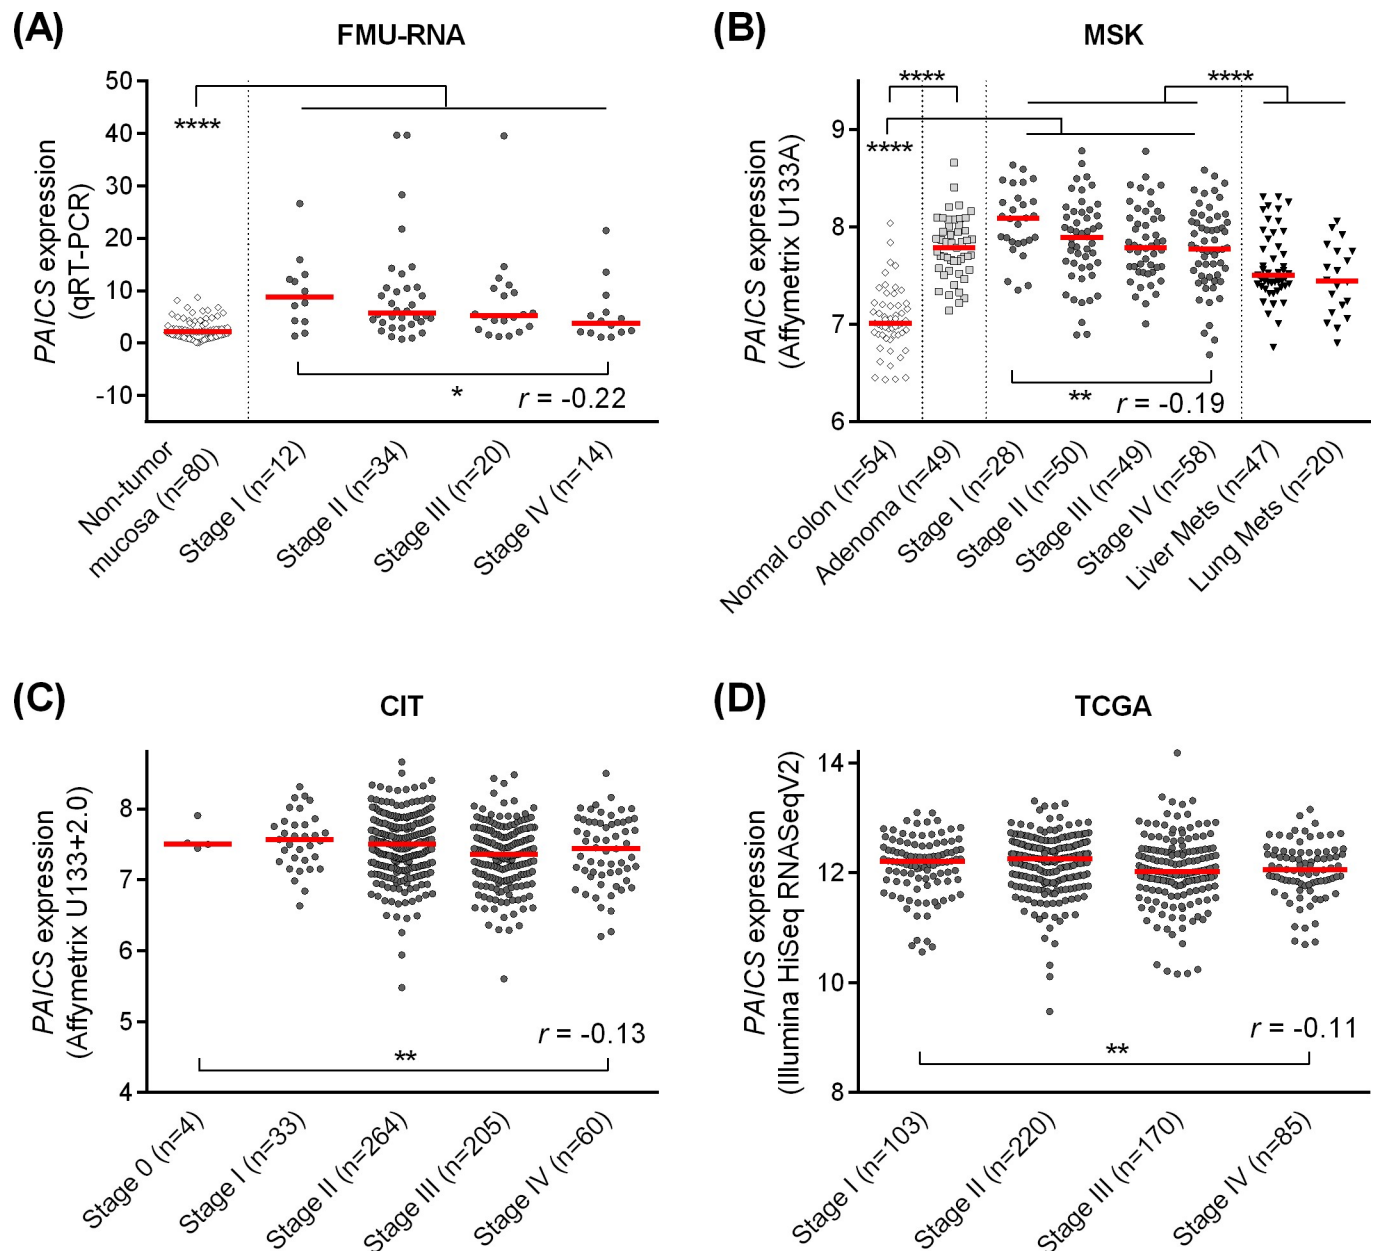 (A)
FMU-RNA
PAICS expression
(qRT-PCR)
50
40
30
20
10
0
-10
****
*
r = -0.22
Non-tumor
mucosa (n=80)
Stage I (n=12)
Stage II (n=34)
Stage III (n=20)
Stage IV (n=14)
(B)
MSK
PAICS expression
(Affymetrix U133A)
9
8
7
6
****
****
****
**
r = -0.19
Normal colon (n=54)
Adenoma (n=49)
Stage I (n=28)
Stage II (n=50)
Stage III (n=49)
Stage IV (n=58)
Liver Mets (n=47)
Lung Mets (n=20)
(C)
CIT
PAICS expression
(Affymetrix U133+2.0)
8
7
6
5
4
r = -0.13
**
Stage 0 (n=4)
Stage I (n=33)
Stage II (n=264)
Stage III (n=205)
Stage IV (n=60)
(D)
TCGA
PAICS expression
(Illumina HiSeq RNASeqV2)
14
12
10
8
r = -0.11
**
Stage I (n=103)
Stage II (n=220)
Stage III (n=170)
Stage IV (n=85)